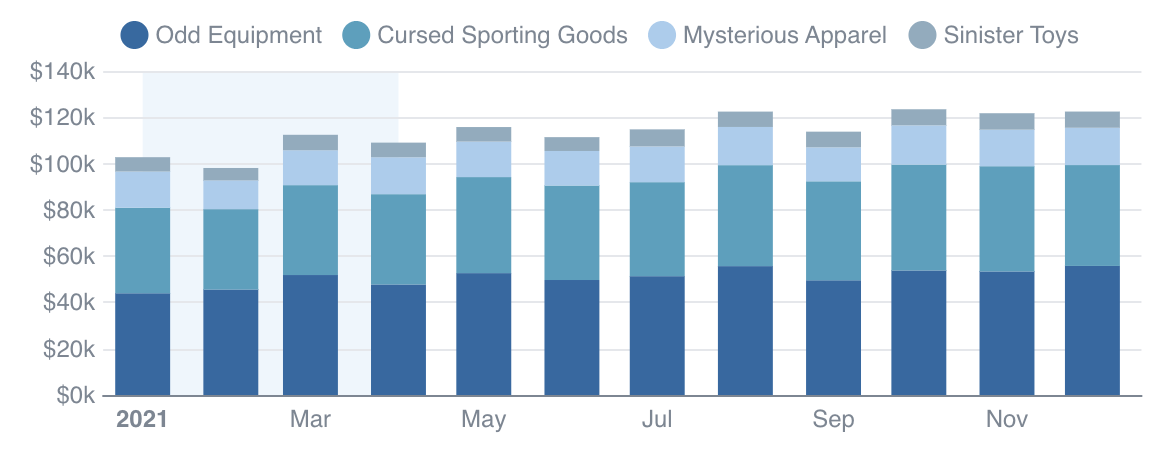 Odd Equipment Cursed Sporting Goods Mysterious Apparel Sinister Toys
$140k
$120k
$100k
$80k
$60k
$40k
$20k
$0k
2021 Mar May Jul Sep Nov